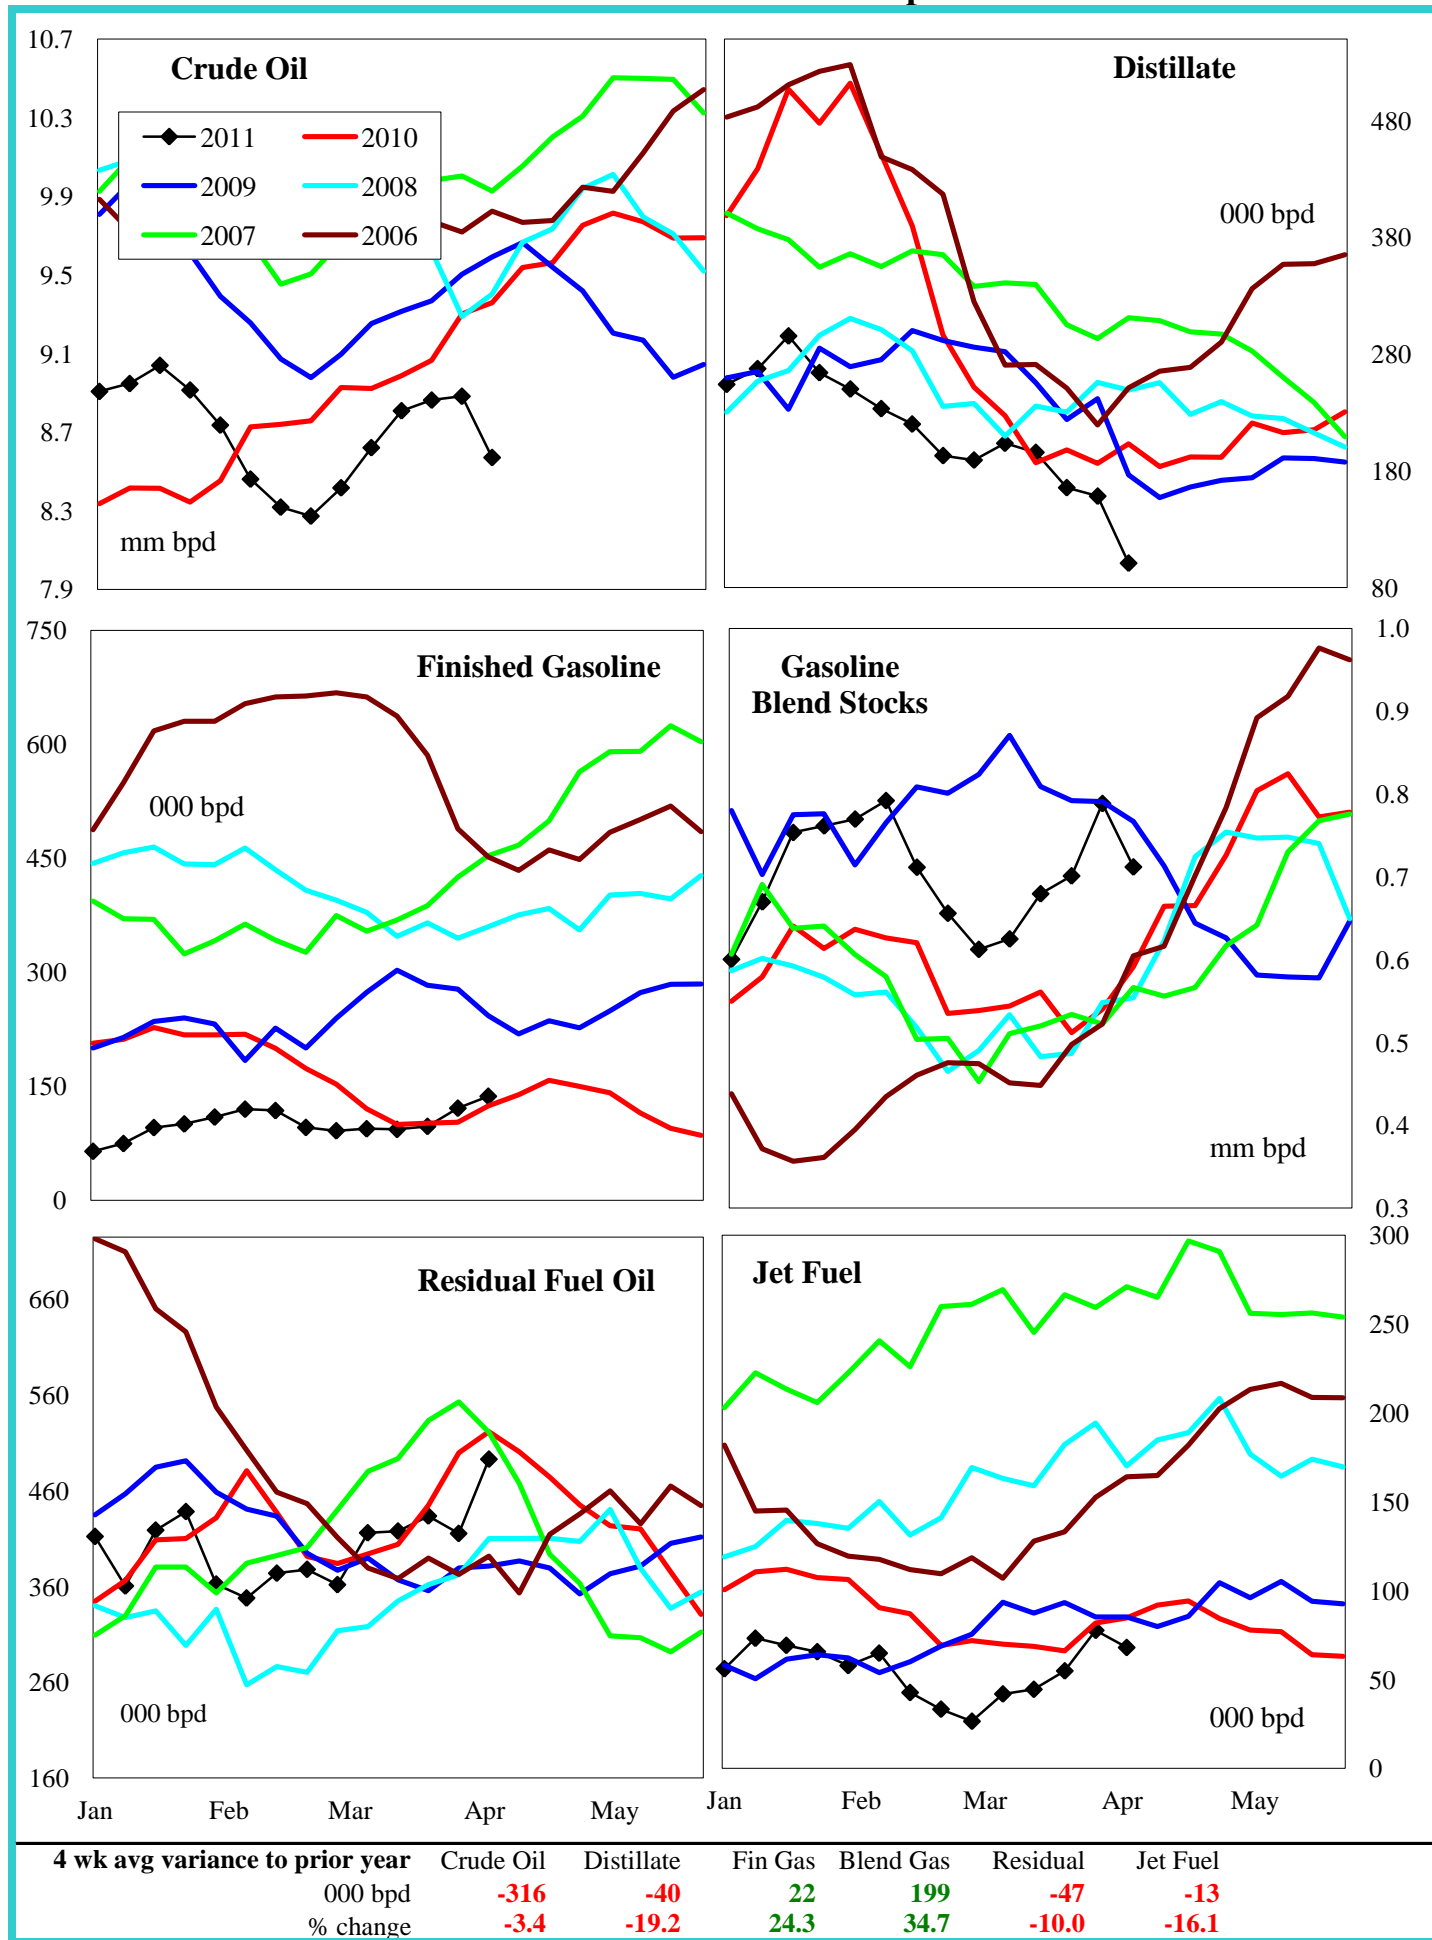 Crude Oil
10.7
10.3
9.9
9.5
9.1
8.7
8.3
7.9
2011 2010
2009 2008
2007 2006
mm bpd
Distillate
000 bpd
480
380
280
180
80
Finished Gasoline
750
600
450
300
150
0
000 bpd
Gasoline
Blend Stocks
1.0
0.9
0.8
0.7
0.6
0.5
0.4
0.3
mm bpd
Residual Fuel Oil
660
560
460
360
260
160
000 bpd
Jan Feb Mar Apr May
Jet Fuel
300
250
200
150
100
50
0
000 bpd
Jan Feb Mar Apr May
4 wk avg variance to prior year Crude Oil Distillate Fin Gas Blend Gas Residual Jet Fuel
000 bpd -316 -40 22 199 -47 -13
% change -3.4 -19.2 24.3 34.7 -10.0 -16.1